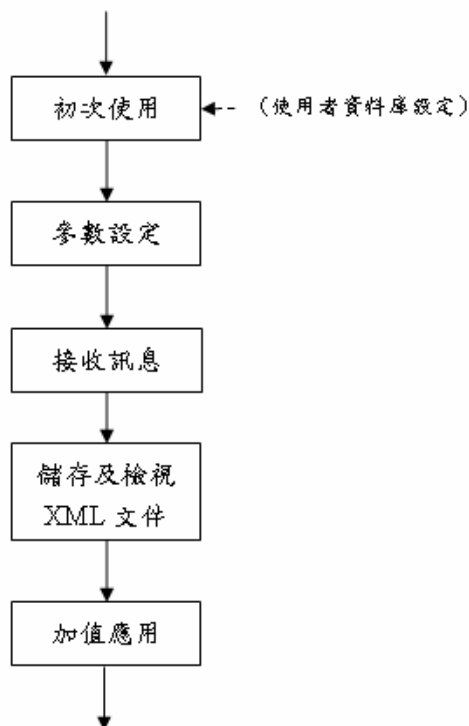 初次使用
(使用者資料庫設定)
參數設定
接收訊息
儲存及檢視
XML 文件
加值應用